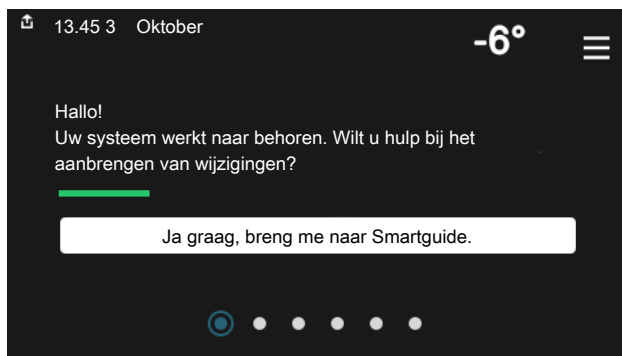 13.45 3 Oktober
-6°
Hallo!
Uw systeem werkt naar behoren. Wilt u hulp bij het
aanbrengen van wijzigingen?
Ja graag, breng me naar Smartguide.